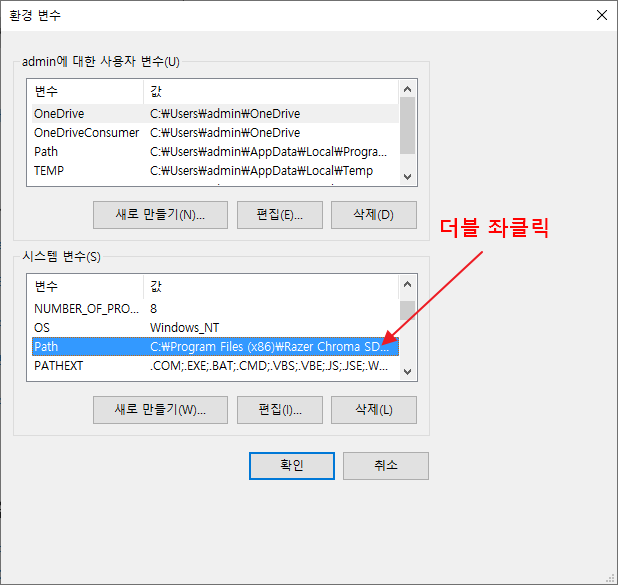 환경 변수
admin에 대한 사용자 변수(U)
변수 값
OneDrive C:₩Users₩admin₩OneDrive
OneDriveConsumer C:₩Users₩admin₩OneDrive
Path C:₩Users₩admin₩AppData₩Local₩Progra...
TEMP C:₩Users₩admin₩AppData₩Local₩Temp
새로 만들기(N)... 편집(E)... 삭제(D)
더블 좌클릭
시스템 변수(S)
변수 값
NUMBER_OF_PRO... 8
OS Windows_NT
Path C:₩Program Files (x86)₩Razer Chroma SD...
PATHEXT .COM;.EXE;.BAT;.CMD;.VBS;.VBE;.JS;.JSE;.W...
새로 만들기(W)... 편집(I)... 삭제(L)
확인 취소